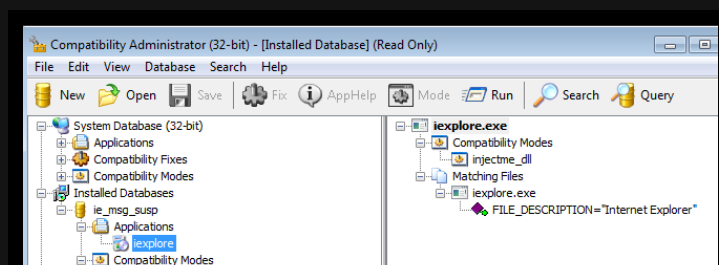 Compatibility Administrator (32-bit) - [Installed Database] (Read Only)
File Edit View Database Search Help
New Open Save Fix AppHelp Mode Run Search Query
System Database (32-bit)
Applications
Compatibility Fixes
Compatibility Modes
Installed Databases
ie_msg_susp
Applications
iexplore
Compatibility Modes
iexplore.exe
Compatibility Modes
injectme_dll
Matching Files
iexplore.exe
FILE_DESCRIPTION="Internet Explorer"